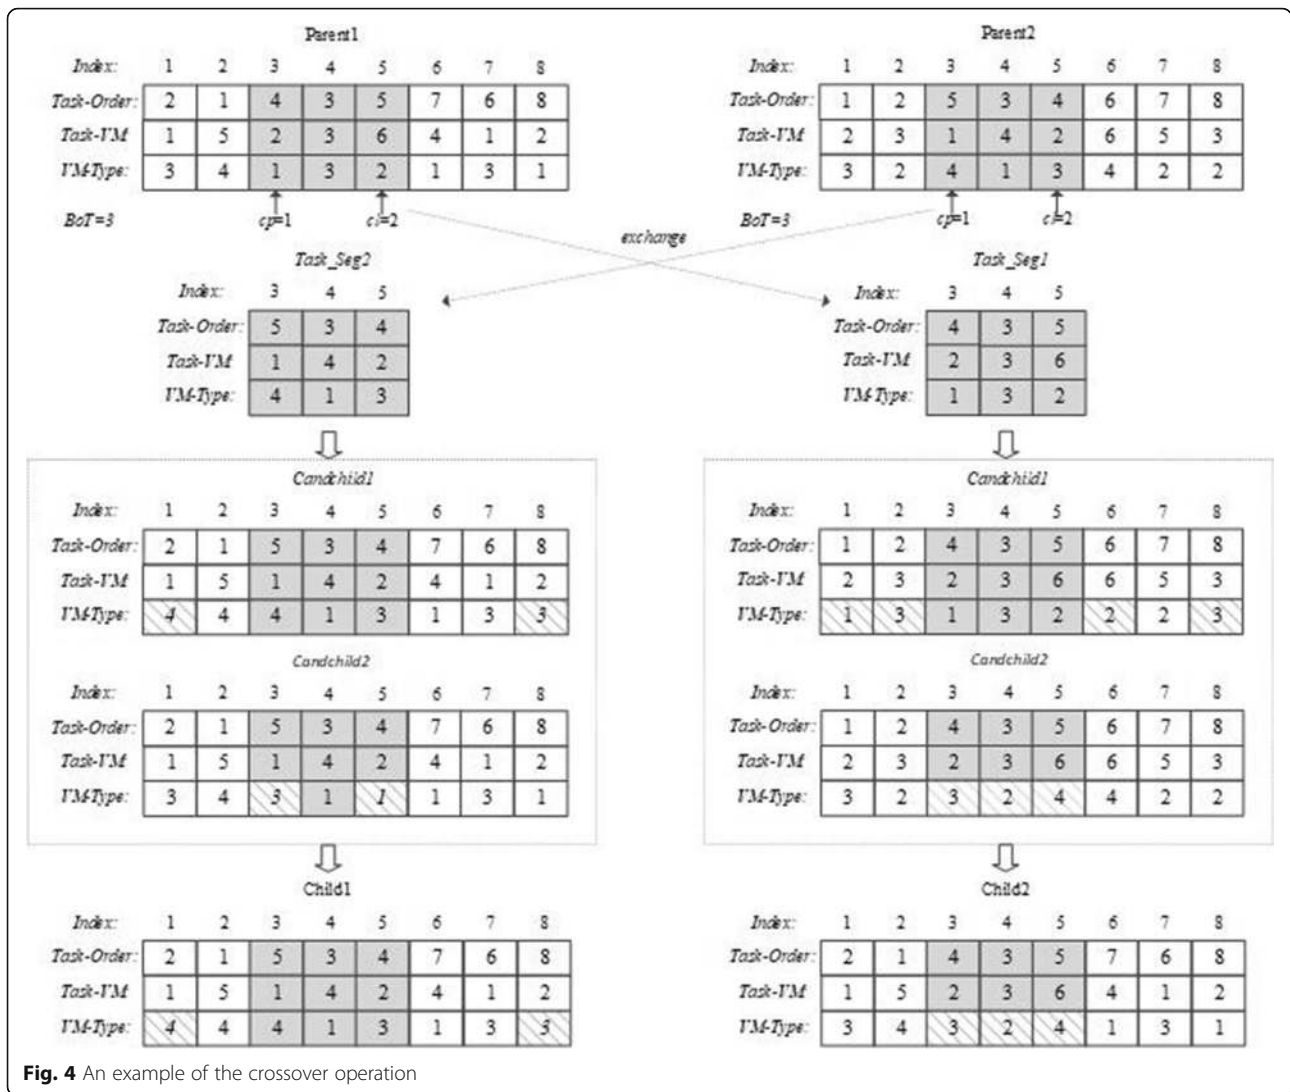 Parent1
Index: 1 2 3 4 5 6 7 8
Task-Order: 2 1 4 3 5 7 6 8
Task-VM 1 5 2 3 6 4 1 2
VM-Type: 3 4 1 3 2 1 3 1
BoT=3 cp=1 ci=2
Parent2
Index: 1 2 3 4 5 6 7 8
Task-Order: 1 2 5 3 4 6 7 8
Task-VM 2 3 1 4 2 6 5 3
VM-Type: 3 2 4 1 3 4 2 2
BoT=3 cp=1 ci=2
exchange
Task_Seg2
Index: 3 4 5
Task-Order: 5 3 4
Task-VM 1 4 2
VM-Type: 4 1 3
Task_Seg1
Index: 3 4 5
Task-Order: 4 3 5
Task-VM 2 3 6
VM-Type: 1 3 2
Candchild1
Index: 1 2 3 4 5 6 7 8
Task-Order: 2 1 5 3 4 7 6 8
Task-VM 1 5 1 4 2 4 1 2
VM-Type: 4 4 4 1 3 1 3 3
Candchild2
Index: 1 2 3 4 5 6 7 8
Task-Order: 2 1 5 3 4 7 6 8
Task-VM 1 5 1 4 2 4 1 2
VM-Type: 3 4 3 1 1 1 3 1
Candchild1
Index: 1 2 3 4 5 6 7 8
Task-Order: 1 2 4 3 5 6 7 8
Task-VM 2 3 2 3 6 6 5 3
VM-Type: 1 3 1 3 2 2 2 3
Candchild2
Index: 1 2 3 4 5 6 7 8
Task-Order: 1 2 4 3 5 6 7 8
Task-VM 2 3 2 3 6 6 5 3
VM-Type: 3 2 3 2 4 4 2 2
Child1
Index: 1 2 3 4 5 6 7 8
Task-Order: 2 1 5 3 4 7 6 8
Task-VM 1 5 1 4 2 4 1 2
VM-Type: 4 4 4 1 3 1 3 3
Child2
Index: 1 2 3 4 5 6 7 8
Task-Order: 2 1 4 3 5 7 6 8
Task-VM 1 5 2 3 6 4 1 2
VM-Type: 3 4 3 2 4 1 3 1
Fig. 4 An example of the crossover operation